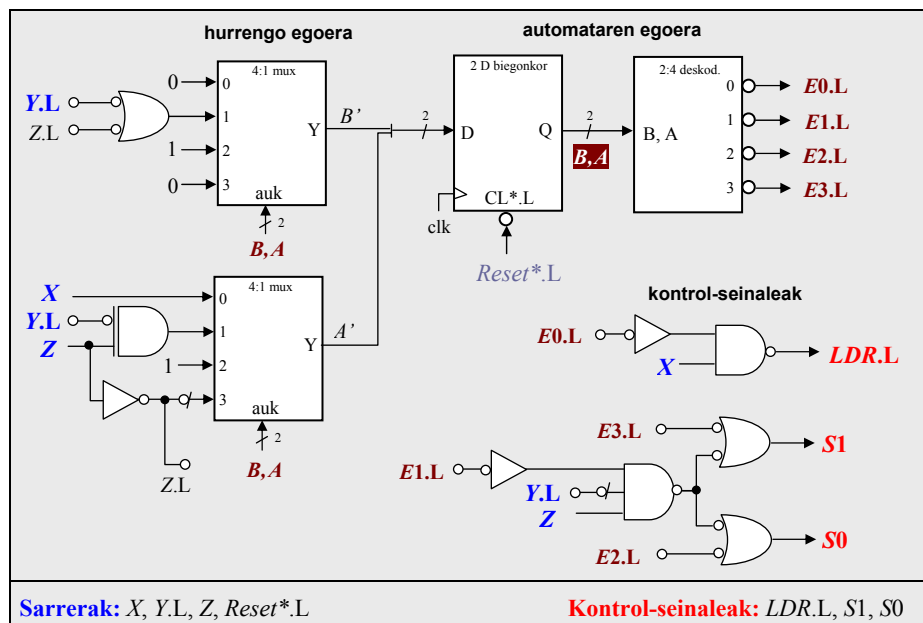 hurrengo egoera
automataren egoera
4:1 mux
2 D biegonkor
2:4 deskod.
0
0
0
E0.L
Y.L
1
B'
Y
2
D
Q
2
B, A
1
E1.L
Z.L
1
2
B,A
2
E2.L
0
3
3
E3.L
auk
CL*.L
2
clk
B,A
Reset*.L
4:1 mux
kontrol-seinaleak
X
0
Y.L
1
A'
Y
E0.L
Z
1
2
X
LDR.L
3
auk
2
E3.L
S1
B,A
E1.L
Z.L
Y.L
Z
S0
E2.L
Sarrerak: X, Y.L, Z, Reset*.L
Kontrol-seinaleak: LDR.L, S1, S0